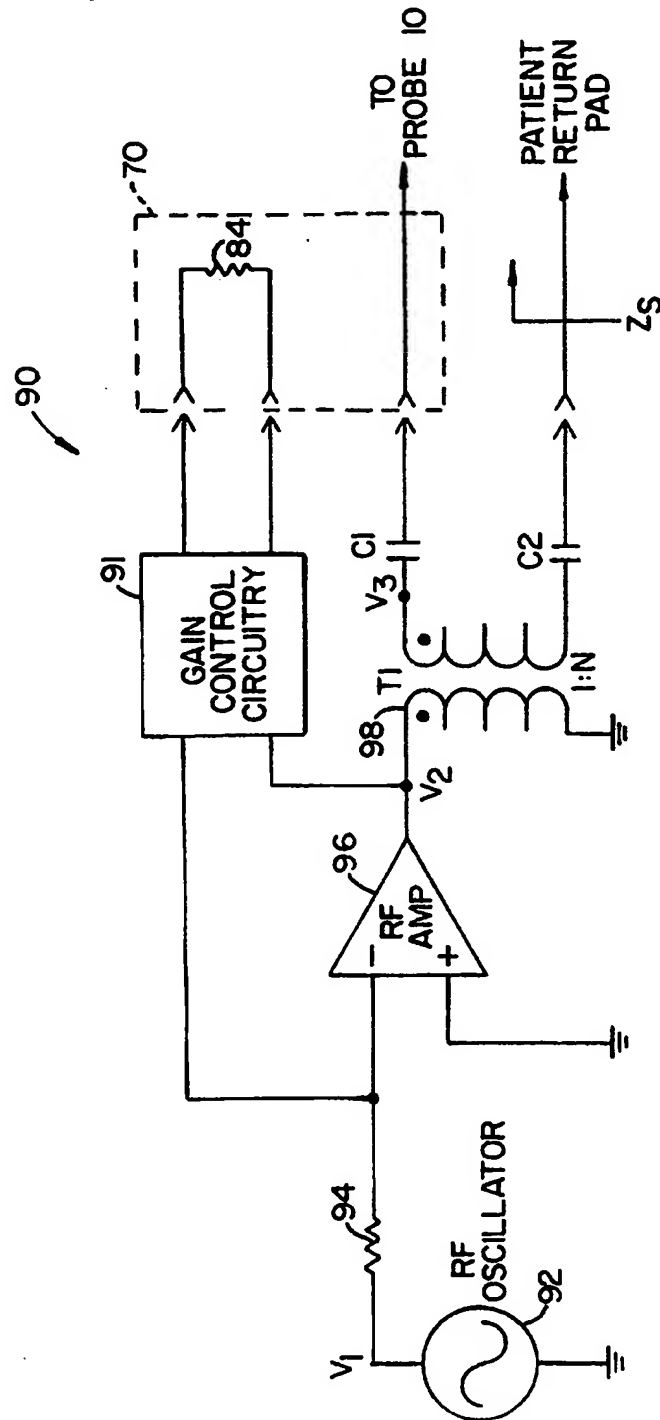 90
70
84
91
GAIN
CONTROL
CIRCUITRY
TO
PROBE 10
PATIENT
RETURN
PAD
ZS
C1
V3
C2
T1
98
1:N
V2
96
RF
AMP
−
+
94
V1
RF
OSCILLATOR
92